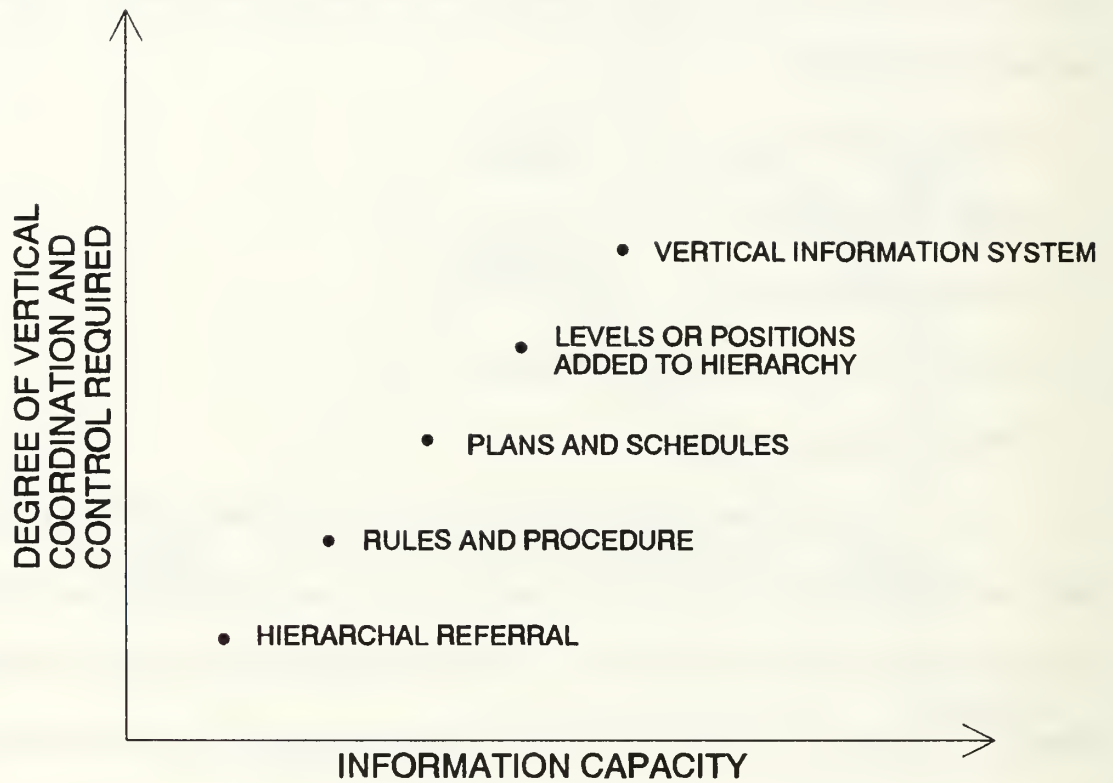 DEGREE OF VERTICAL
COORDINATION AND
CONTROL REQUIRED
VERTICAL INFORMATION SYSTEM
LEVELS OR POSITIONS
ADDED TO HIERARCHY
PLANS AND SCHEDULES
RULES AND PROCEDURE
HIERARCHAL REFERRAL
INFORMATION CAPACITY